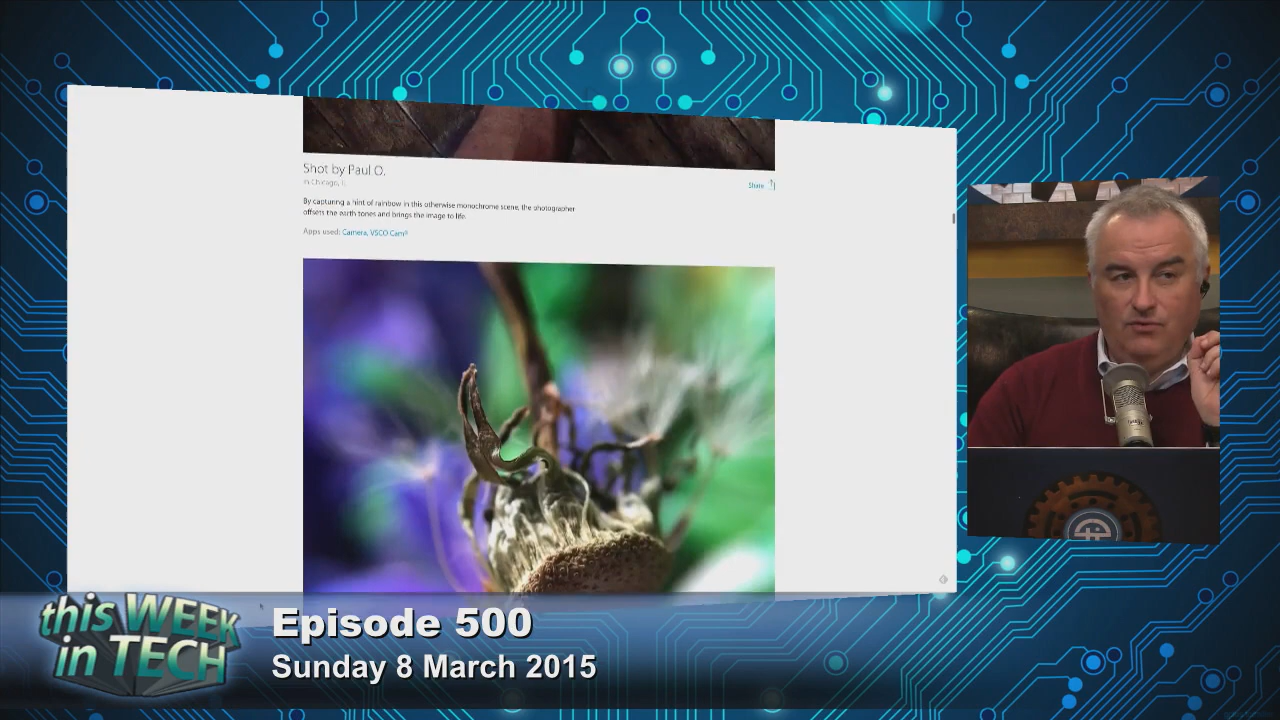 Shot by Paul O.
in Chicago, IL
Share
By capturing a hint of rainbow in this otherwise monochrome scene, the photographer
offsets the earth tones and brings the image to life.
Apps used: Camera, VSCO Cam®
this WEEK
in TECH
Episode 500
Sunday 8 March 2015